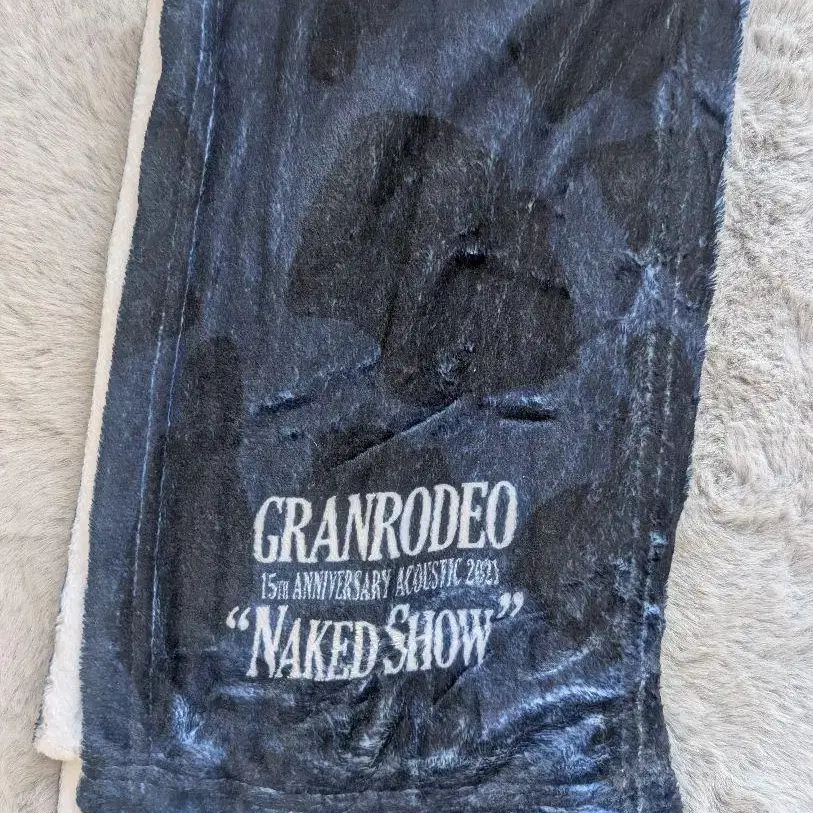 GRANRODEO
15TH ANNIVERSARY ACOUSTIC 2021
“NAKED SHOW”